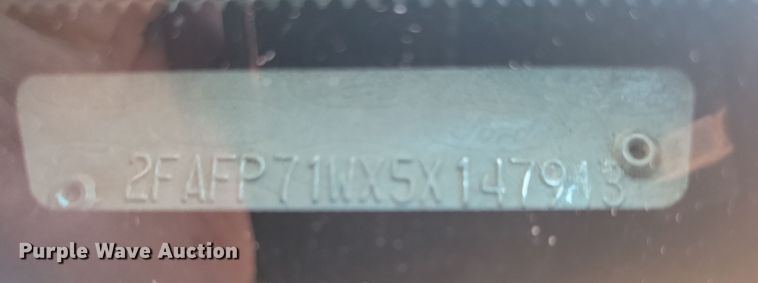 2FAFP71WX5X147913
Purple Wave Auction